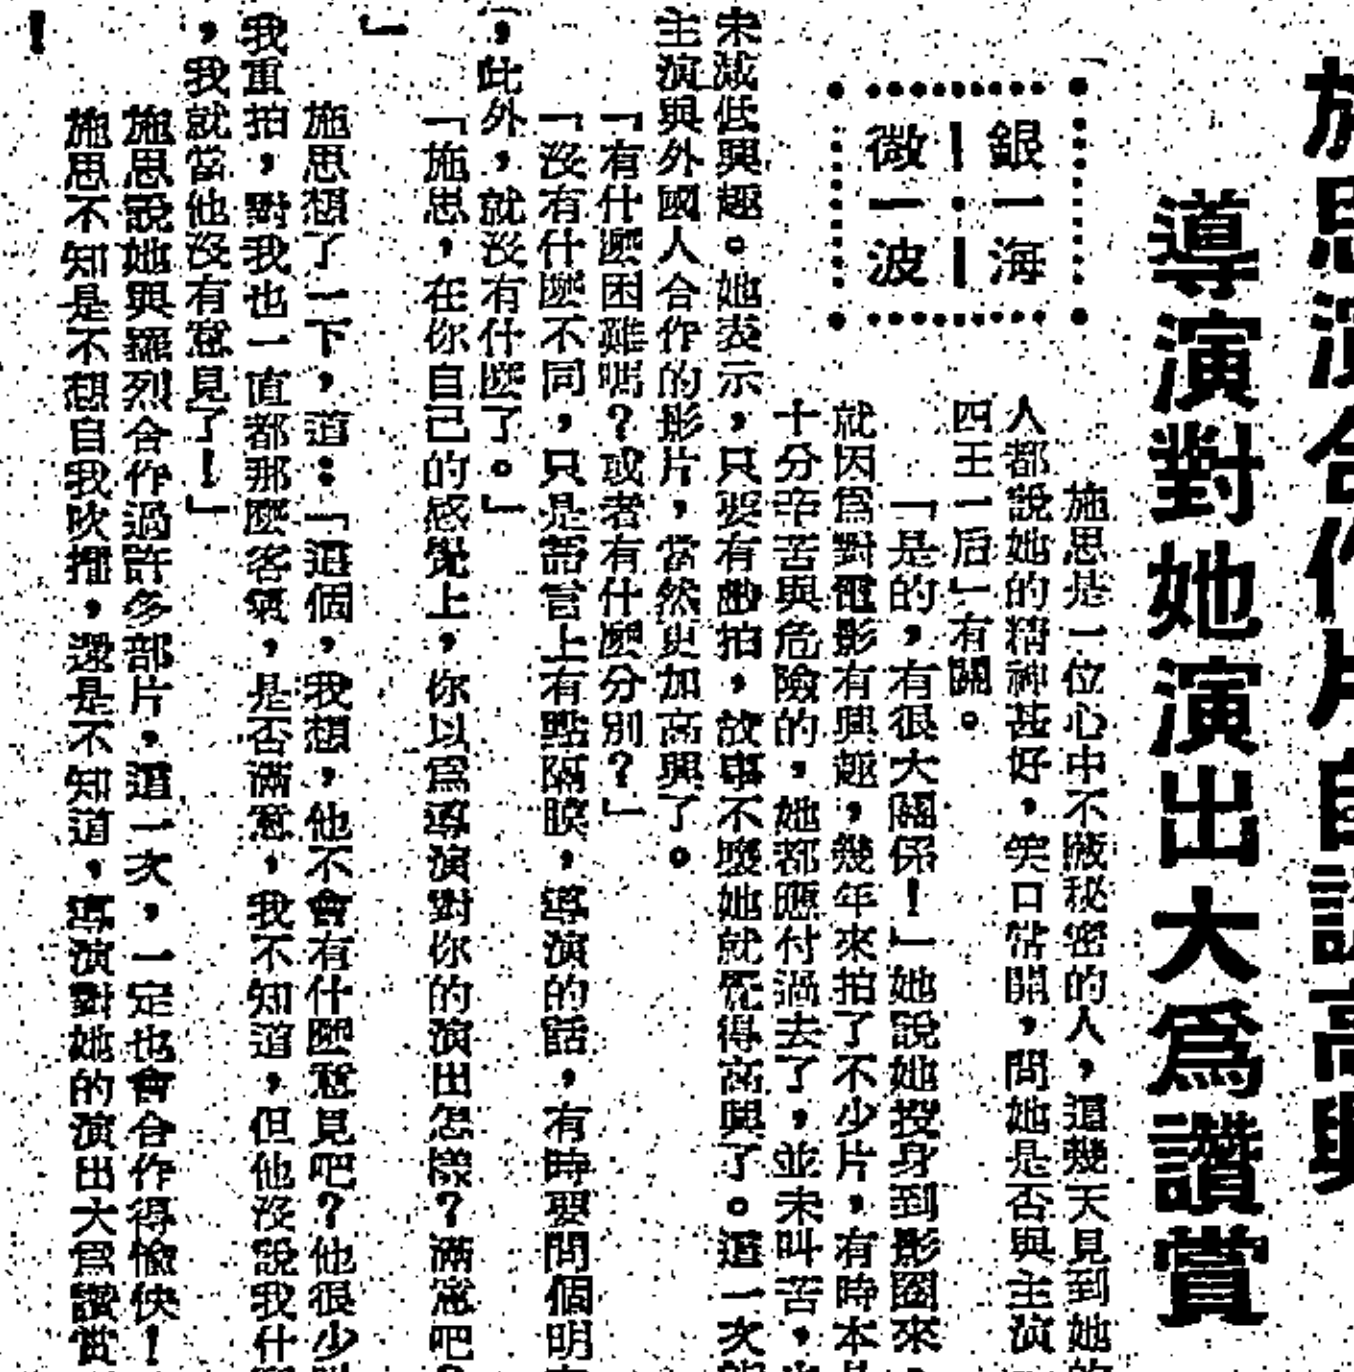 施思演合作片自認高興
導演對她演出大爲讚賞
銀一海
微一波
施思是一位心中不蔽秘密的人，這幾天見到她的
人都說她的精神甚好，笑口常開，問她是否與主演
四王一后」有關。
「是的，有很大關係！」她說她投身到影圈來，
就因爲對電影有興趣，幾年來拍了不少片，有時本
十分辛苦與危險的，她都應付過去了，並未叫苦，
未減低興趣。她表示，只要有戲拍，故事不壞她就覺得高興了。這一次
主演與外國人合作的影片，當然更加高興了。
「有什麼困難嗎？或者有什麼分別？」
「沒有什麼不同，只是語言上有點隔膜，導演的話，有時要問個明
，此外，就沒有什麼了。」
「施思，在你自己的感覺上，你以爲導演對你的演出怎樣？滿意吧？
」
施思想了一下，道：「這個，我想，他不會有什麼意見吧？他很少
我重拍，對我也一直都那麼客氣，是否滿意，我不知道，但他沒說我什
，我就當他沒有意見了！」
施思說她與羅烈合作過許多部片，這一次，一定也會合作得愉快！
施思不知是不想自我吹擂，還是不知道，導演對她的演出大爲讚賞
！